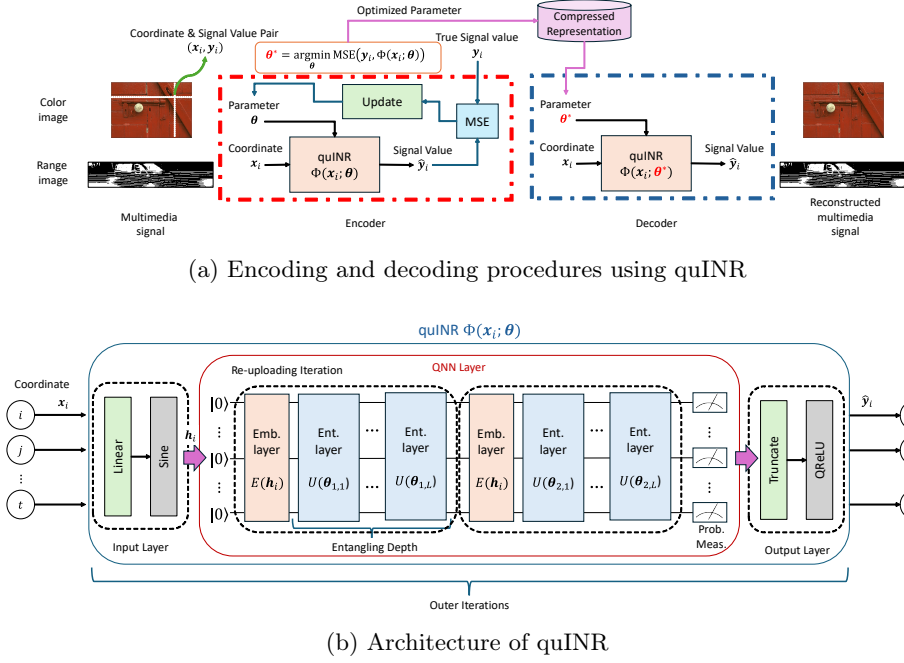 Optimized Parameter
Compressed
Representation
Coordinate & Signal Value Pair
(𝒙ᵢ, 𝒚ᵢ)
True Signal value
𝒚ᵢ
𝜽* = argmin MSE(𝒚ᵢ, Φ(𝒙ᵢ; 𝜽))
𝜽
Color
image
Range
image
Multimedia
signal
Parameter
𝜽
Update
MSE
Coordinate
𝒙ᵢ
quINR
Φ(𝒙ᵢ; 𝜽)
Signal Value
ŷᵢ
Encoder
Parameter
𝜽*
Coordinate
𝒙ᵢ
quINR
Φ(𝒙ᵢ; 𝜽*)
Signal Value
ŷᵢ
Decoder
Reconstructed
multimedia
signal
(a) Encoding and decoding procedures using quINR
quINR Φ(𝒙ᵢ; 𝜽)
Coordinate
𝒙ᵢ
i
j
⋮
t
Linear
Sine
Input Layer
𝒉ᵢ
QNN Layer
Re-uploading Iteration
|0⟩
⋮
|0⟩
⋮
|0⟩
Emb.
layer
E(𝒉ᵢ)
Ent.
layer
U(𝜽₁,₁)
...
...
Ent.
layer
U(𝜽₁,L)
Entangling Depth
Emb.
layer
E(𝒉ᵢ)
Ent.
layer
U(𝜽₂,₁)
...
...
Ent.
layer
U(𝜽₂,L)
⋮
⋮
Prob.
Meas.
Truncate
QReLU
Output Layer
ŷᵢ
Outer Iterations
(b) Architecture of quINR